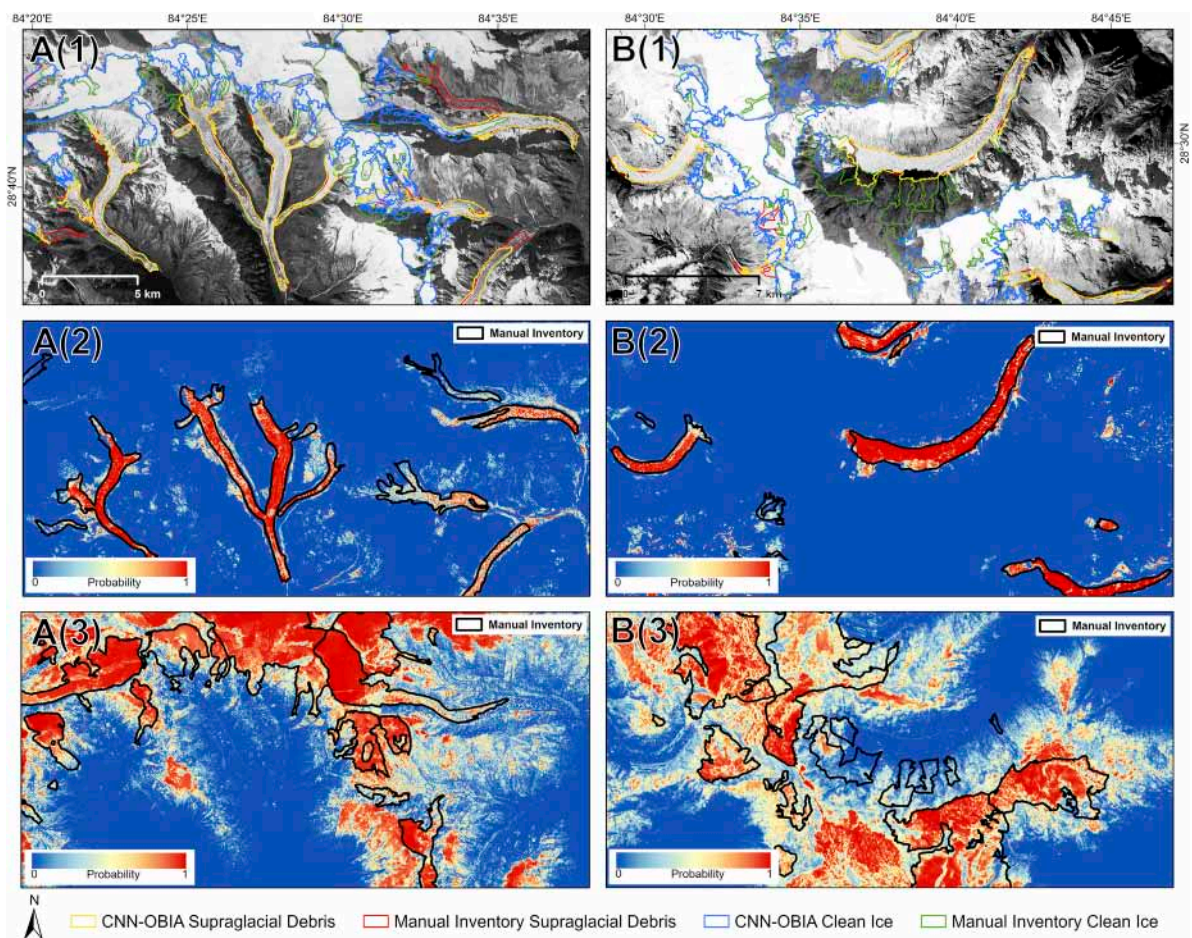 84°20'E 84°25'E 84°30'E 84°35'E 84°35'E 84°40'E 84°45'E
A(1) B(1)
28°40'N
28°30'N
0 5 km
7 km
A(2) Manual Inventory B(2) Manual Inventory
0 Probability 1 0 Probability 1
A(3) Manual Inventory B(3) Manual Inventory
0 Probability 1 0 Probability 1
N
CNN-OBIA Supraglacial Debris Manual Inventory Supraglacial Debris CNN-OBIA Clean Ice Manual Inventory Clean Ice